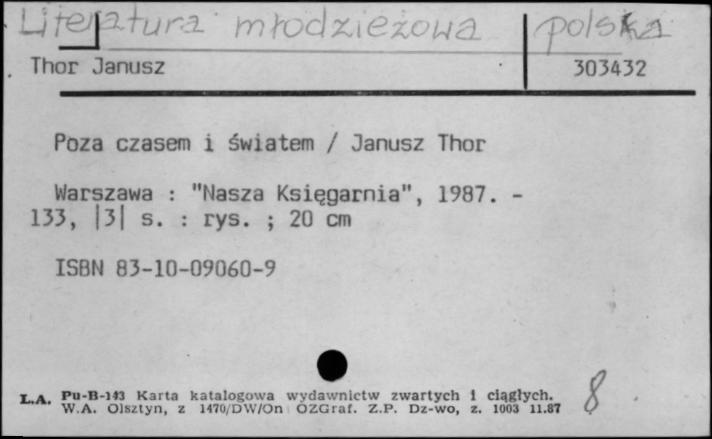 Literatura młodzieżowa polska
Thor Janusz 303432
Poza czasem i światem / Janusz Thor
Warszawa : "Nasza Księgarnia", 1987. -
133, |3| s. : rys. ; 20 cm
ISBN 83-10-09060-9
L.A. Pu-B-143 Karta katalogowa wydawnictw zwartych i ciągłych.
W.A. Olsztyn, z 1470/DW/On OZGraf. Z.P. Dz-wo, z. 1003 11.87
8